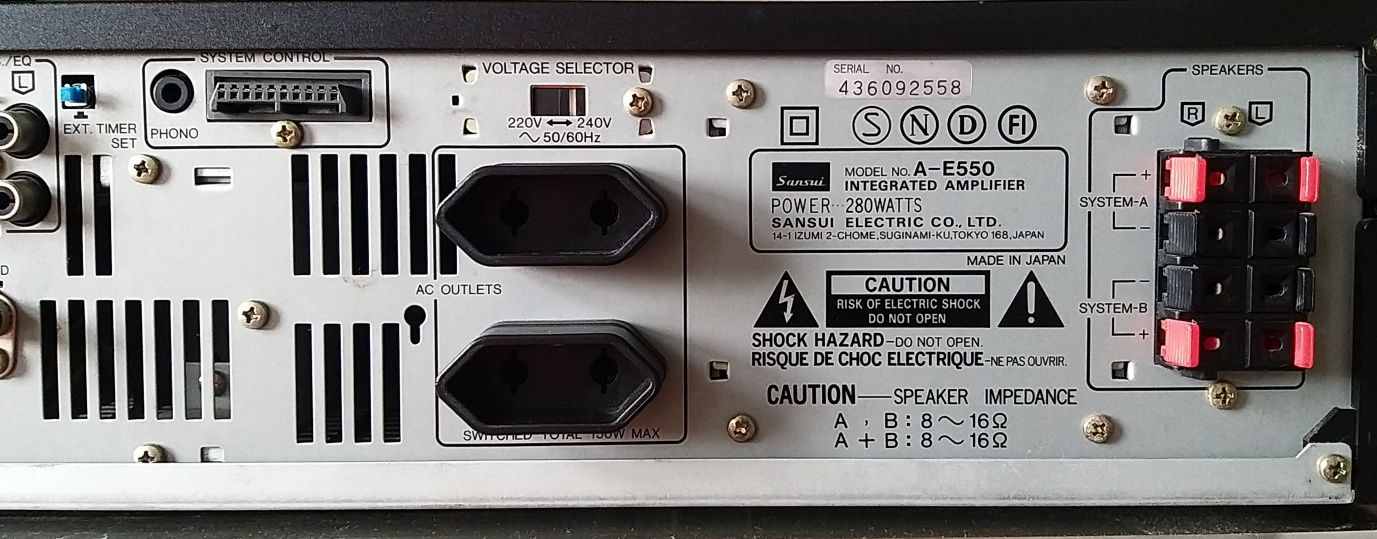 ./EQ
L
EXT. TIMER
SET
SYSTEM CONTROL
PHONO
D
VOLTAGE SELECTOR
220V ↔ 240V
∿ 50/60Hz
AC OUTLETS
SWITCHED TOTAL 150W MAX
SERIAL NO.
436092558
S N D FI
Sansui
MODEL No. A-E550
INTEGRATED AMPLIFIER
POWER···280WATTS
SANSUI ELECTRIC CO., LTD.
14-1 IZUMI 2-CHOME, SUGINAMI-KU, TOKYO 168, JAPAN
MADE IN JAPAN
CAUTION
RISK OF ELECTRIC SHOCK
DO NOT OPEN
SHOCK HAZARD–DO NOT OPEN.
RISQUE DE CHOC ELECTRIQUE–NE PAS OUVRIR.
CAUTION—SPEAKER IMPEDANCE
A , B : 8～16Ω
A + B : 8～16Ω
SPEAKERS
R L
+
SYSTEM-A
−
−
SYSTEM-B
+